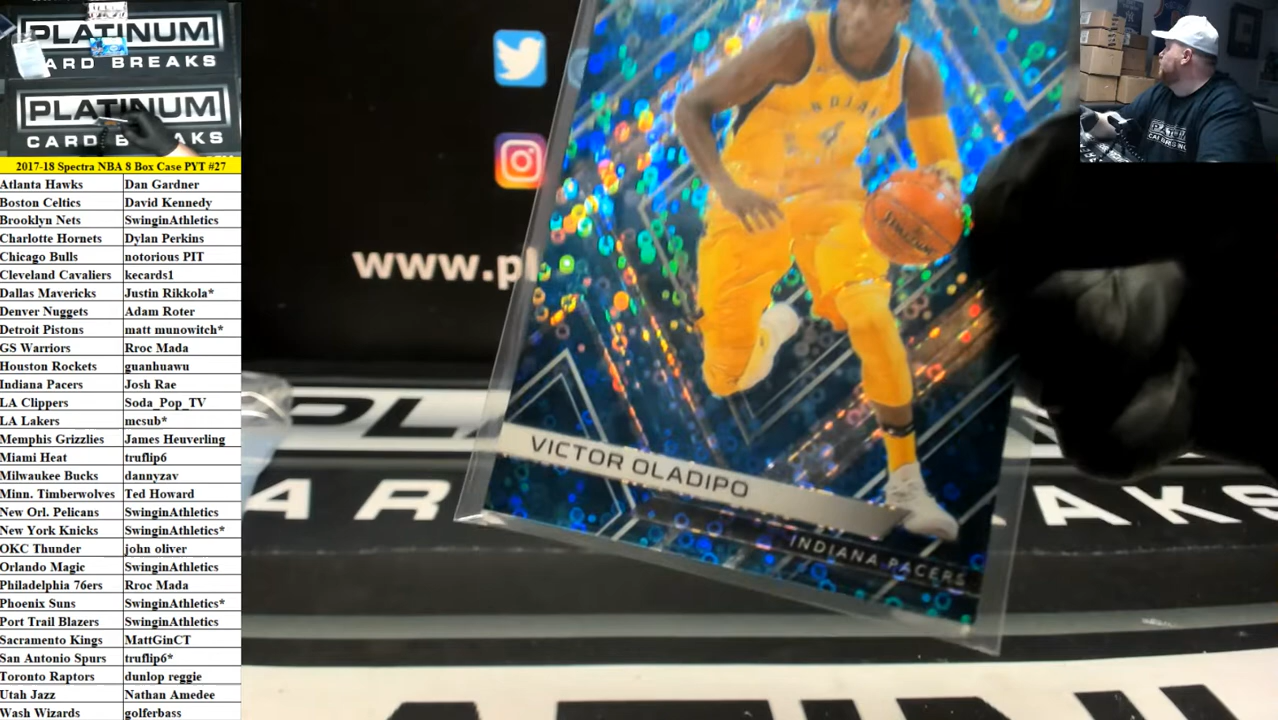 PLATINUM
CARD BREAKS
PLATINUM
CARD BREAKS
2017-18 Spectra NBA 8 Box Case PYT #27
Atlanta Hawks Dan Gardner
Boston Celtics David Kennedy
Brooklyn Nets SwinginAthletics
Charlotte Hornets Dylan Perkins
Chicago Bulls notorious PIT
Cleveland Cavaliers kecards1
Dallas Mavericks Justin Rikkola*
Denver Nuggets Adam Roter
Detroit Pistons matt munowitch*
GS Warriors Rroc Mada
Houston Rockets guanhuawu
Indiana Pacers Josh Rae
LA Clippers Soda_Pop_TV
LA Lakers mcsub*
Memphis Grizzlies James Heuverling
Miami Heat truflip6
Milwaukee Bucks dannyzav
Minn. Timberwolves Ted Howard
New Orl. Pelicans SwinginAthletics
New York Knicks SwinginAthletics*
OKC Thunder john oliver
Orlando Magic SwinginAthletics
Philadelphia 76ers Rroc Mada
Phoenix Suns SwinginAthletics*
Port Trail Blazers SwinginAthletics
Sacramento Kings MattGinCT
San Antonio Spurs truflip6*
Toronto Raptors dunlop reggie
Utah Jazz Nathan Amedee
Wash Wizards golferbass
www.pl
INDIANA
SPALDING
VICTOR OLADIPO
INDIANA PACERS
PLA
ARD BREAKS